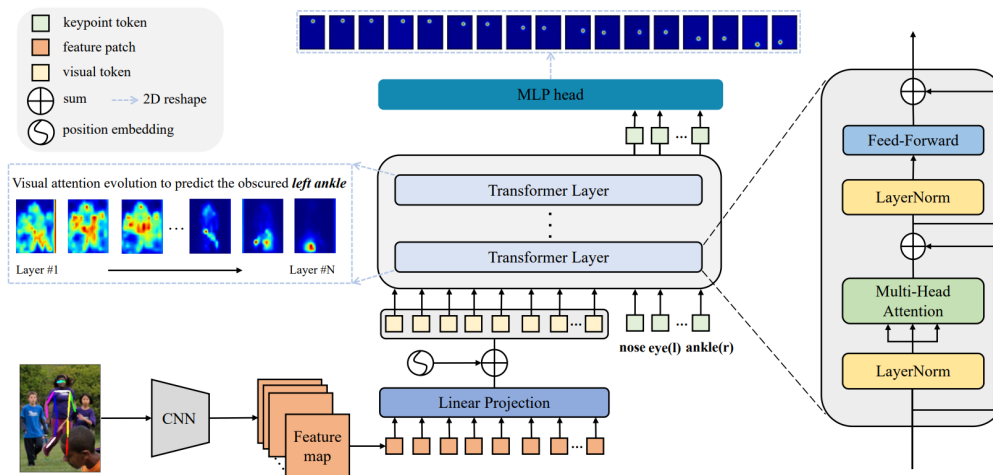 keypoint token
feature patch
visual token
sum
2D reshape
position embedding
MLP head
...
Visual attention evolution to predict the obscured left ankle
...
Layer #1
Layer #N
Transformer Layer
Transformer Layer
...
...
nose eye(l) ankle(r)
Linear Projection
CNN
Feature
map
...
Feed-Forward
LayerNorm
Multi-Head
Attention
LayerNorm